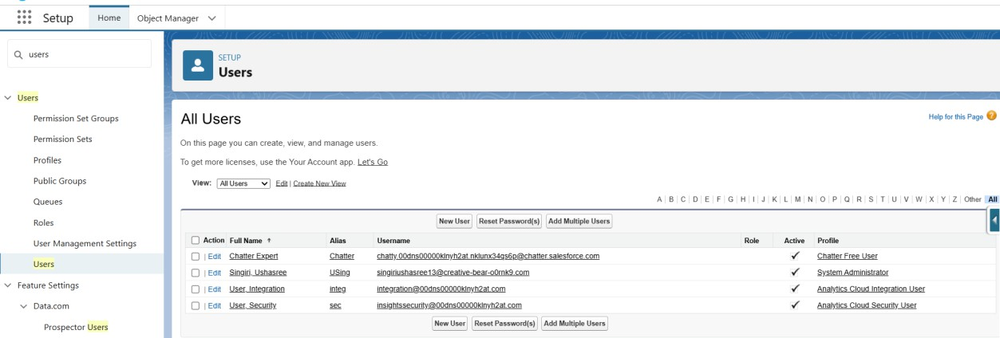 Setup Home Object Manager
users
SETUP
Users
Users
Permission Set Groups
Permission Sets
Profiles
Public Groups
Queues
Roles
User Management Settings
Users
Feature Settings
Data.com
Prospector Users
All Users
Help for this Page ?
On this page you can create, view, and manage users.
To get more licenses, use the Your Account app. Let's Go
View: All Users Edit | Create New View
A | B | C | D | E | F | G | H | I | J | K | L | M | N | O | P | Q | R | S | T | U | V | W | X | Y | Z | Other All
New User Reset Password(s) Add Multiple Users
Action Full Name ↑ Alias Username Role Active Profile
| Edit Chatter Expert Chatter chatty.00dns00000klnyh2at.nklunx34gs6p@chatter.salesforce.com Chatter Free User
| Edit Singiri, Ushasree USing singiriushasree13@creative-bear-o0rnk9.com System Administrator
| Edit User, Integration integ integration@00dns00000klnyh2at.com Analytics Cloud Integration User
| Edit User, Security sec insightssecurity@00dns00000klnyh2at.com Analytics Cloud Security User
New User Reset Password(s) Add Multiple Users